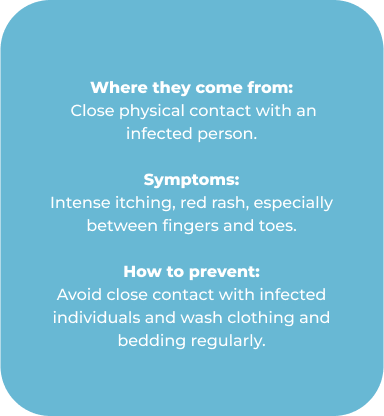 Where they come from:
Close physical contact with an
infected person.
Symptoms:
Intense itching, red rash, especially
between fingers and toes.
How to prevent:
Avoid close contact with infected
individuals and wash clothing and
bedding regularly.